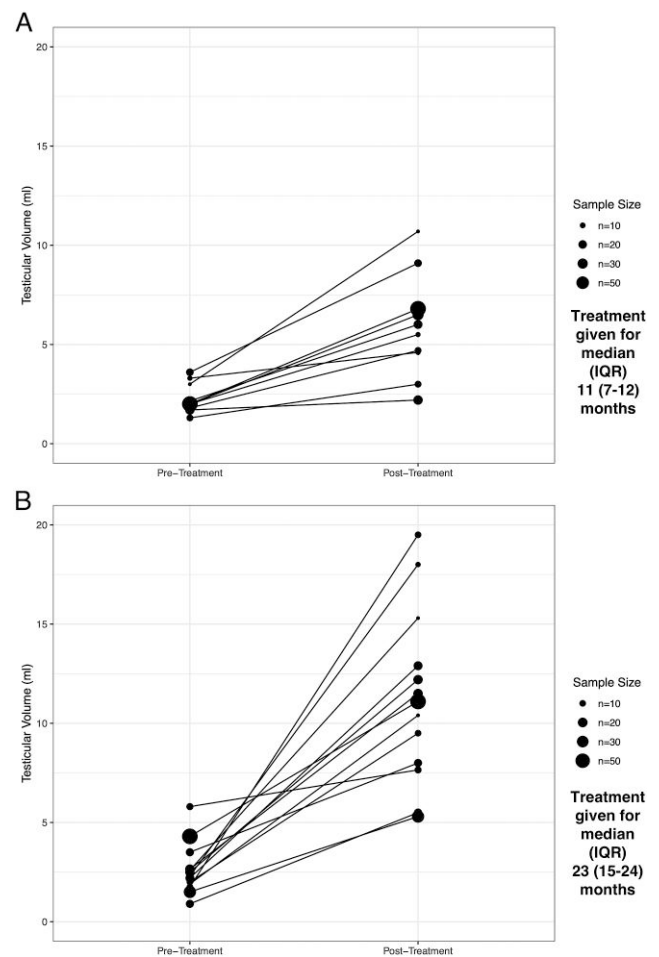 A
20
15
10
5
0
Testicular Volume (ml)
Pre−Treatment
Post−Treatment
Sample Size
n=10
n=20
n=30
n=50
Treatment
given for
median
(IQR)
11 (7-12)
months
B
20
15
10
5
0
Testicular Volume (ml)
Pre−Treatment
Post−Treatment
Sample Size
n=10
n=20
n=30
n=50
Treatment
given for
median
(IQR)
23 (15-24)
months